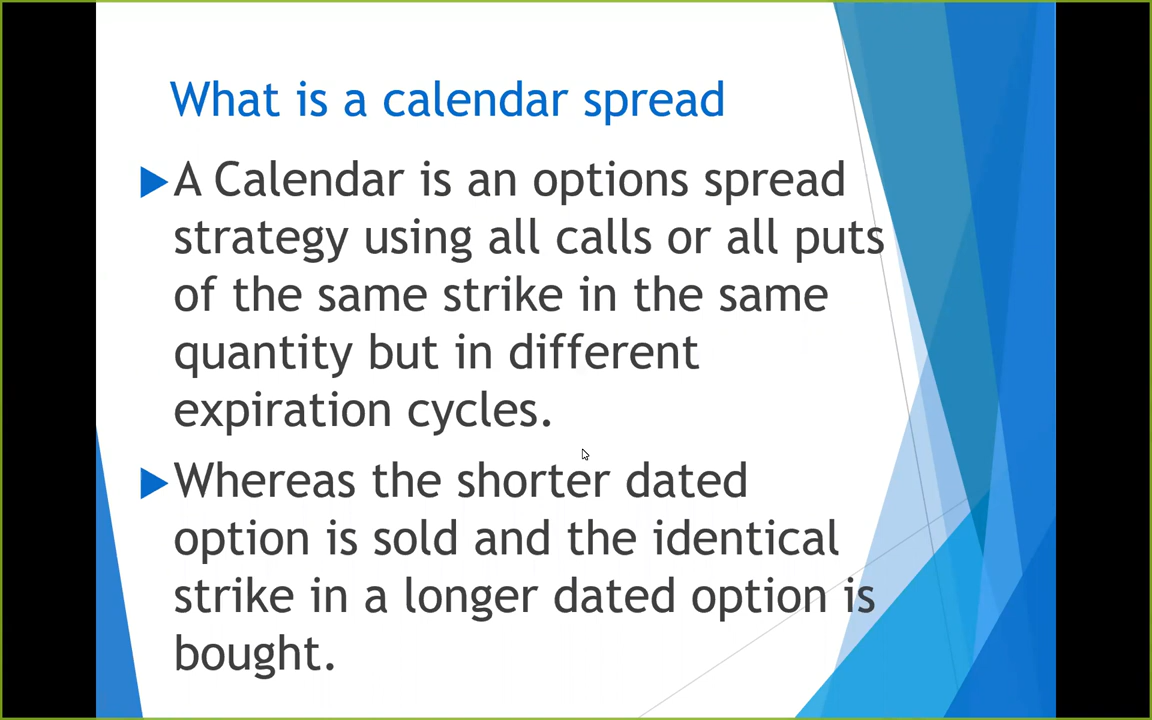 What is a calendar spread
A Calendar is an options spread
strategy using all calls or all puts
of the same strike in the same
quantity but in different
expiration cycles.
Whereas the shorter dated
option is sold and the identical
strike in a longer dated option is
bought.